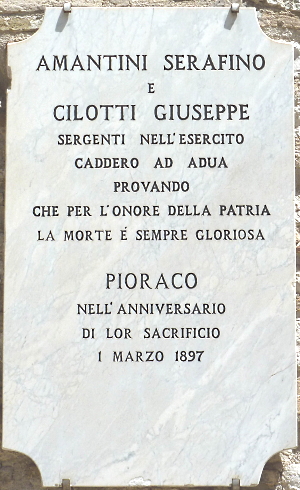 AMANTINI SERAFINO
E
CILOTTI GIUSEPPE
SERGENTI NELL'ESERCITO
CADDERO AD ADUA
PROVANDO
CHE PER L'ONORE DELLA PATRIA
LA MORTE É SEMPRE GLORIOSA
PIORACO
NELL'ANNIVERSARIO
DI LOR SACRIFICIO
1 MARZO 1897